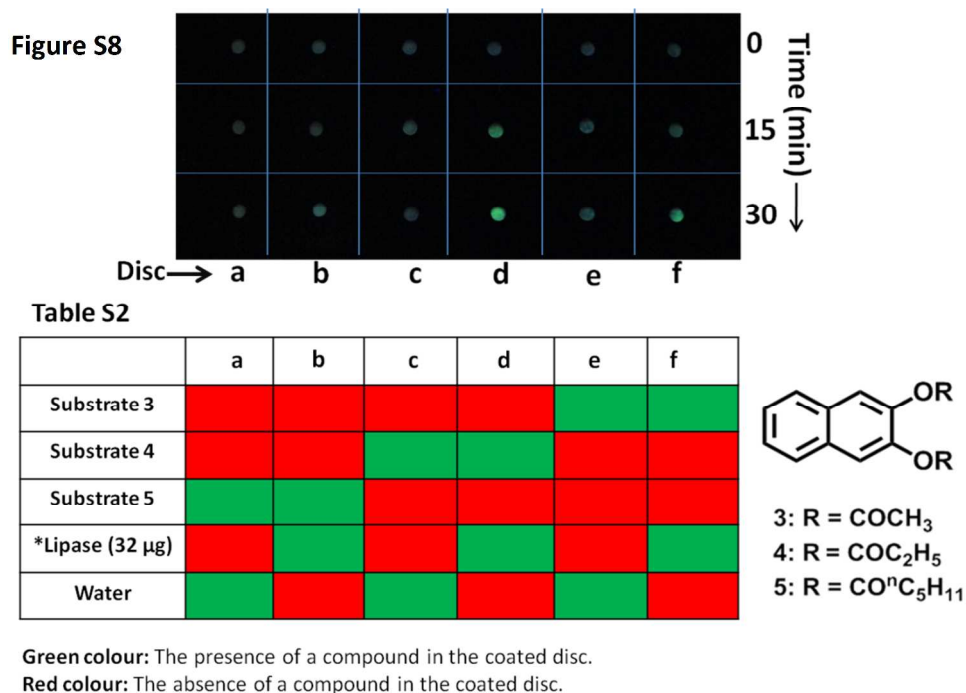 Figure S8
0
15
30
Time (min)
Disc a b c d e f
Table S2
a b c d e f
Substrate 3
Substrate 4
Substrate 5
*Lipase (32 µg)
Water
OR
OR
3: R = COCH₃
4: R = COC₂H₅
5: R = COⁿC₅H₁₁
Green colour: The presence of a compound in the coated disc.
Red colour: The absence of a compound in the coated disc.